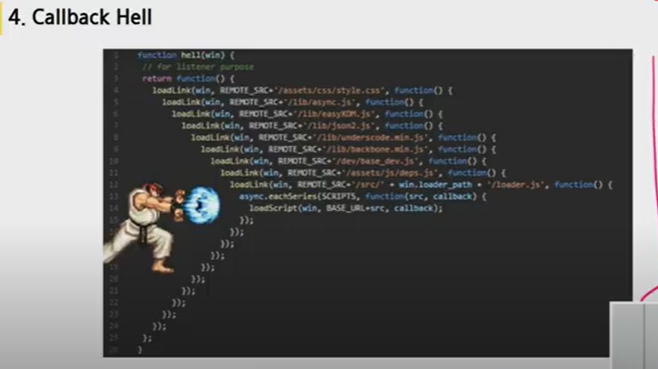 4. Callback Hell
1 function hell(win) {
2 // for listener purpose
3 return function() {
4 loadLink(win, REMOTE_SRC+'/assets/css/style.css', function() {
5 loadLink(win, REMOTE_SRC+'/lib/async.js', function() {
6 loadLink(win, REMOTE_SRC+'/lib/easyXDM.js', function() {
7 loadLink(win, REMOTE_SRC+'/lib/json2.js', function() {
8 loadLink(win, REMOTE_SRC+'/lib/underscode.min.js', function() {
9 loadLink(win, REMOTE_SRC+'/lib/backbone.min.js', function() {
10 loadLink(win, REMOTE_SRC+'/dev/base_dev.js', function() {
11 loadLink(win, REMOTE_SRC+'/assets/js/deps.js', function() {
12 loadLink(win, REMOTE_SRC+'/src/' + win.loader_path + '/loader.js', function() {
13 async.eachSeries(SCRIPTS, function(src, callback) {
14 loadScript(win, BASE_URL+src, callback);
15 });
16 });
17 });
18 });
19 });
20 });
21 });
22 });
23 });
24 });
25 };
26 }